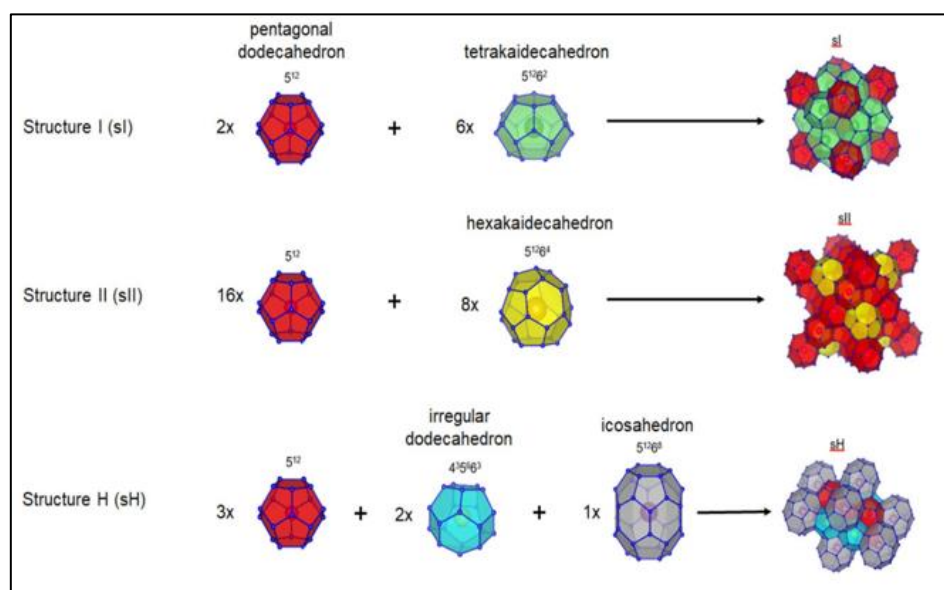 pentagonal
dodecahedron
tetrakaidecahedron
sI
5¹²
5¹²6²
Structure I (sI)
2x
+
6x
hexakaidecahedron
sII
5¹²
5¹²6⁴
Structure II (sII)
16x
+
8x
irregular
dodecahedron
icosahedron
sH
5¹²
4³5⁶6³
5¹²6⁸
Structure H (sH)
3x
+
2x
+
1x